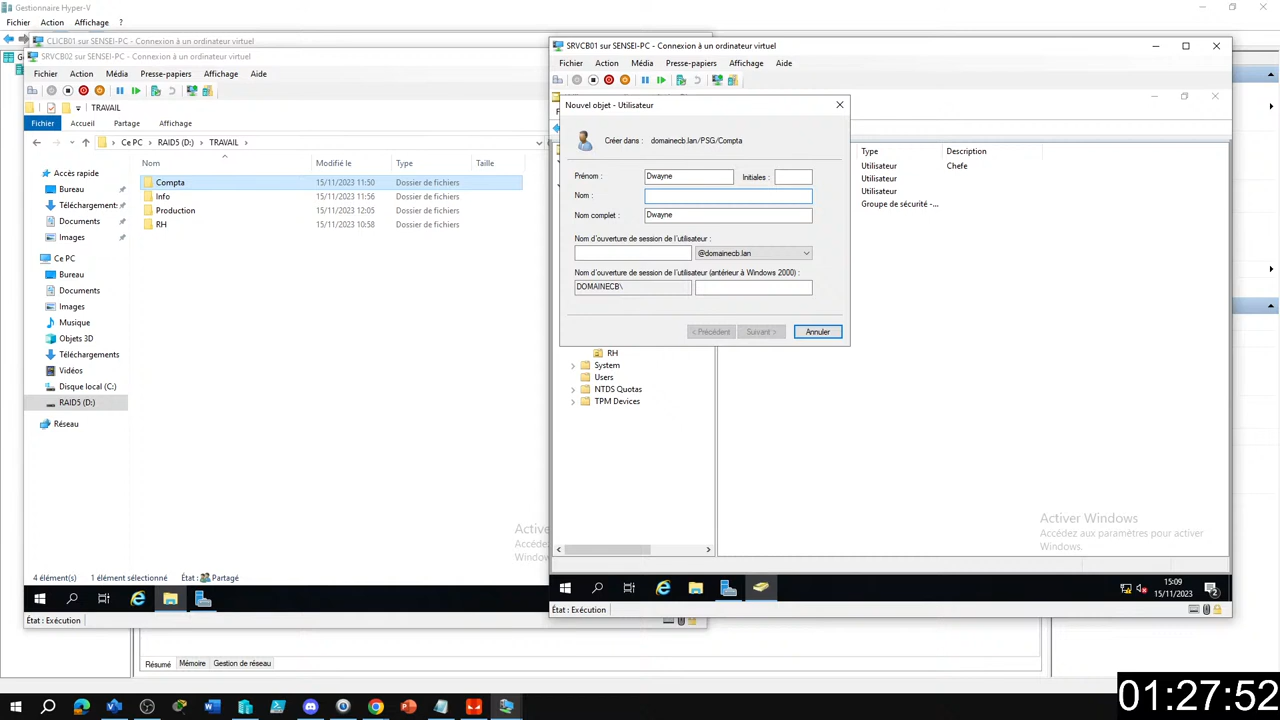 Gestionnaire Hyper-V
Fichier Action Affichage ?
CLICB01 sur SENSEI-PC - Connexion à un ordinateur virtuel
SRVCB02 sur SENSEI-PC - Connexion à un ordinateur virtuel
Fichier Action Média Presse-papiers Affichage Aide
TRAVAIL
Fichier Accueil Partage Affichage
Ce PC > RAID5 (D:) > TRAVAIL >
Nom Modifié le Type Taille
Compta 15/11/2023 11:50 Dossier de fichiers
Info 15/11/2023 11:56 Dossier de fichiers
Production 15/11/2023 12:05 Dossier de fichiers
RH 15/11/2023 10:58 Dossier de fichiers
Accès rapide
Bureau
Téléchargement:
Documents
Images
Ce PC
Bureau
Documents
Images
Musique
Objets 3D
Téléchargements
Vidéos
Disque local (C:)
RAID5 (D:)
Réseau
Active
Accéde
Window
4 élément(s) 1 élément sélectionné État : Partagé
État : Exécution
Résumé Mémoire Gestion de réseau
SRVCB01 sur SENSEI-PC - Connexion à un ordinateur virtuel
Fichier Action Média Presse-papiers Affichage Aide
Nouvel objet - Utilisateur
Créer dans : domainecb.lan/PSG/Compta
Prénom : Dwayne Initiales :
Nom :
Nom complet : Dwayne
Nom d'ouverture de session de l'utilisateur :
@domainecb.lan
Nom d'ouverture de session de l'utilisateur (antérieur à Windows 2000) :
DOMAINECB\
< Précédent Suivant > Annuler
Type Description
Utilisateur Chefe
Utilisateur
Utilisateur
Groupe de sécurité -...
RH
System
Users
NTDS Quotas
TPM Devices
Activer Windows
Accédez aux paramètres pour activer
Windows.
15:09
15/11/2023
2
État : Exécution
01:27:52